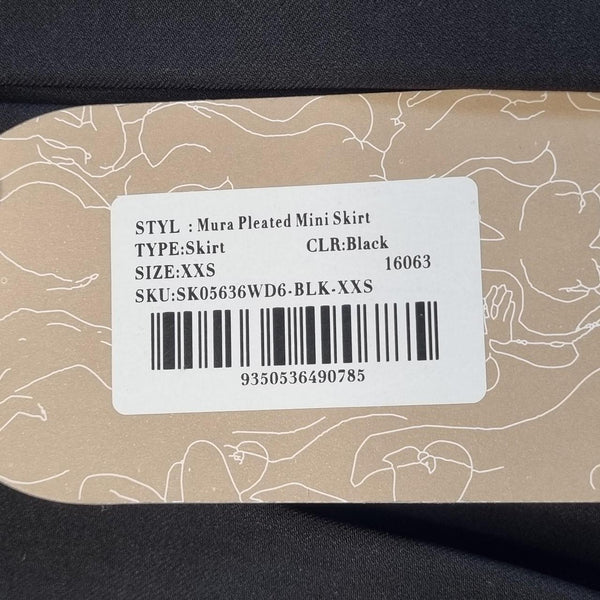 STYL : Mura Pleated Mini Skirt
TYPE:Skirt CLR:Black
SIZE:XXS 16063
SKU:SK05636WD6-BLK-XXS
9350536490785